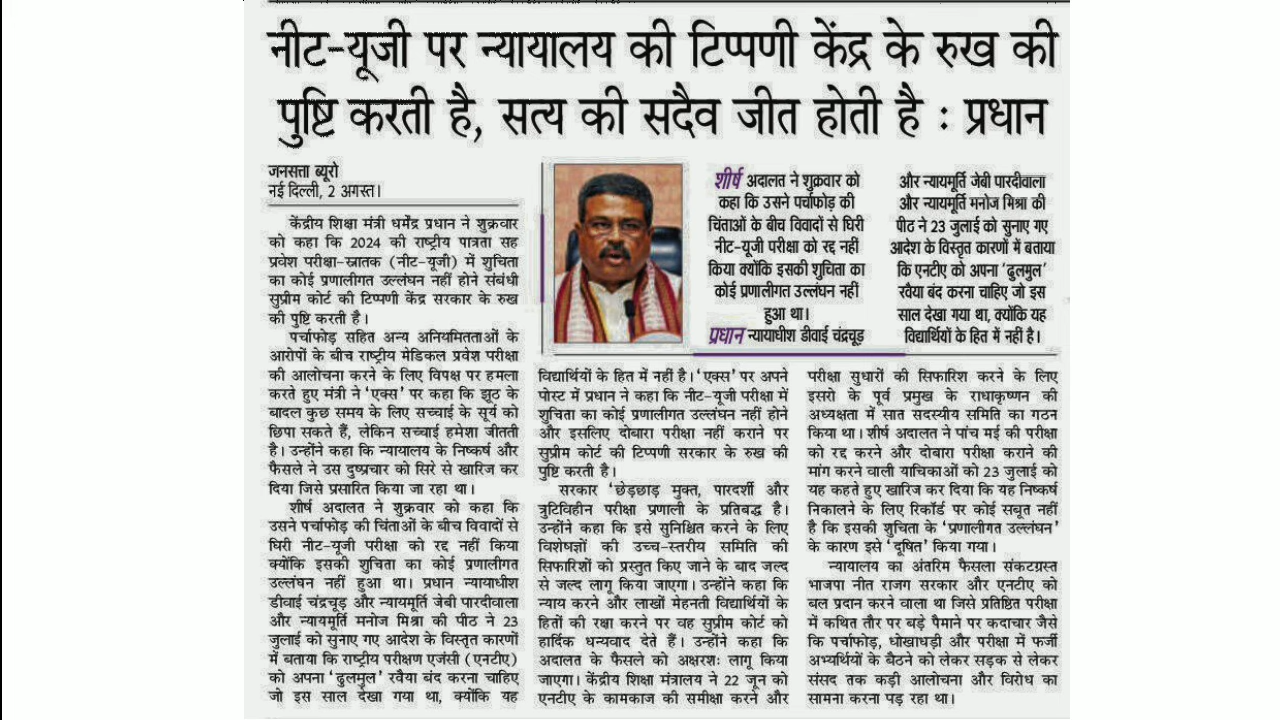 नीट-यूजी पर न्यायालय की टिप्पणी केंद्र के रुख की
पुष्टि करती है, सत्य की सदैव जीत होती है : प्रधान
जनसत्ता ब्यूरो
नई दिल्ली, 2 अगस्त।
केंद्रीय शिक्षा मंत्री धर्मेंद्र प्रधान ने शुक्रवार
को कहा कि 2024 की राष्ट्रीय पात्रता सह
प्रवेश परीक्षा-स्नातक (नीट-यूजी) में शुचिता
का कोई प्रणालीगत उल्लंघन नहीं होने संबंधी
सुप्रीम कोर्ट की टिप्पणी केंद्र सरकार के रुख
की पुष्टि करती है।
पर्चाफोड़ सहित अन्य अनियमितताओं के
आरोपों के बीच राष्ट्रीय मेडिकल प्रवेश परीक्षा
की आलोचना करने के लिए विपक्ष पर हमला
करते हुए मंत्री ने 'एक्स' पर कहा कि झूठ के
बादल कुछ समय के लिए सच्चाई के सूर्य को
छिपा सकते हैं, लेकिन सच्चाई हमेशा जीतती
है। उन्होंने कहा कि न्यायालय के निष्कर्ष और
फैसले ने उस दुष्प्रचार को सिरे से खारिज कर
दिया जिसे प्रसारित किया जा रहा था।
शीर्ष अदालत ने शुक्रवार को कहा कि
उसने पर्चाफोड़ की चिंताओं के बीच विवादों से
घिरी नीट-यूजी परीक्षा को रद्द नहीं किया
क्योंकि इसकी शुचिता का कोई प्रणालीगत
उल्लंघन नहीं हुआ था। प्रधान न्यायाधीश
डीवाई चंद्रचूड़ और न्यायमूर्ति जेबी पारदीवाला
और न्यायमूर्ति मनोज मिश्रा की पीठ ने 23
जुलाई को सुनाए गए आदेश के विस्तृत कारणों
में बताया कि राष्ट्रीय परीक्षण एजंसी (एनटीए)
को अपना 'ढुलमुल' रवैया बंद करना चाहिए
जो इस साल देखा गया था, क्योंकि यह
शीर्ष अदालत ने शुक्रवार को
कहा कि उसने पर्चाफोड़ की
चिंताओं के बीच विवादों से घिरी
नीट-यूजी परीक्षा को रद्द नहीं
किया क्योंकि इसकी शुचिता का
कोई प्रणालीगत उल्लंघन नहीं
हुआ था।
प्रधान न्यायाधीश डीवाई चंद्रचूड़
और न्यायमूर्ति जेबी पारदीवाला
और न्यायमूर्ति मनोज मिश्रा की
पीठ ने 23 जुलाई को सुनाए गए
आदेश के विस्तृत कारणों में बताया
कि एनटीए को अपना 'ढुलमुल'
रवैया बंद करना चाहिए जो इस
साल देखा गया था, क्योंकि यह
विद्यार्थियों के हित में नहीं है।
विद्यार्थियों के हित में नहीं है। 'एक्स' पर अपने
पोस्ट में प्रधान ने कहा कि नीट-यूजी परीक्षा में
शुचिता का कोई प्रणालीगत उल्लंघन नहीं होने
और इसलिए दोबारा परीक्षा नहीं कराने पर
सुप्रीम कोर्ट की टिप्पणी सरकार के रुख की
पुष्टि करती है।
सरकार 'छेड़छाड़ मुक्त, पारदर्शी और
त्रुटिविहीन परीक्षा प्रणाली के प्रतिबद्ध है।
उन्होंने कहा कि इसे सुनिश्चित करने के लिए
विशेषज्ञों की उच्च-स्तरीय समिति की
सिफारिशों को प्रस्तुत किए जाने के बाद जल्द
से जल्द लागू किया जाएगा। उन्होंने कहा कि
न्याय करने और लाखों मेहनती विद्यार्थियों के
हितों की रक्षा करने पर वह सुप्रीम कोर्ट को
हार्दिक धन्यवाद देते हैं। उन्होंने कहा कि
अदालत के फैसले को अक्षरशः लागू किया
जाएगा। केंद्रीय शिक्षा मंत्रालय ने 22 जून को
एनटीए के कामकाज की समीक्षा करने और
परीक्षा सुधारों की सिफारिश करने के लिए
इसरो के पूर्व प्रमुख के राधाकृष्णन की
अध्यक्षता में सात सदस्यीय समिति का गठन
किया था। शीर्ष अदालत ने पांच मई की परीक्षा
को रद्द करने और दोबारा परीक्षा कराने की
मांग करने वाली याचिकाओं को 23 जुलाई को
यह कहते हुए खारिज कर दिया कि यह निष्कर्ष
निकालने के लिए रिकॉर्ड पर कोई सबूत नहीं
है कि इसकी शुचिता के 'प्रणालीगत उल्लंघन'
के कारण इसे 'दूषित' किया गया।
न्यायालय का अंतरिम फैसला संकटग्रस्त
भाजपा नीत राजग सरकार और एनटीए को
बल प्रदान करने वाला था जिसे प्रतिष्ठित परीक्षा
में कथित तौर पर बड़े पैमाने पर कदाचार जैसे
कि पर्चाफोड़, धोखाधड़ी और परीक्षा में फर्जी
अभ्यर्थियों के बैठने को लेकर सड़क से लेकर
संसद तक कड़ी आलोचना और विरोध का
सामना करना पड़ रहा था।